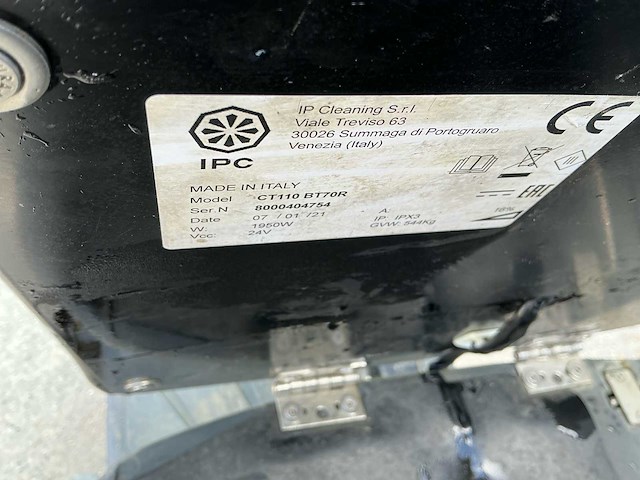 IP Cleaning S.r.l.
Viale Treviso 63
30026 Summaga di Portogruaro
Venezia (Italy)
CE
IPC
MADE IN ITALY
Model CT110 BT70R
Ser.N 8000404754
Date 07 / 01 /21
W: 1950W
Vcc: 24V
A:
IP: IPX3
GVW: 544Kg
EAC